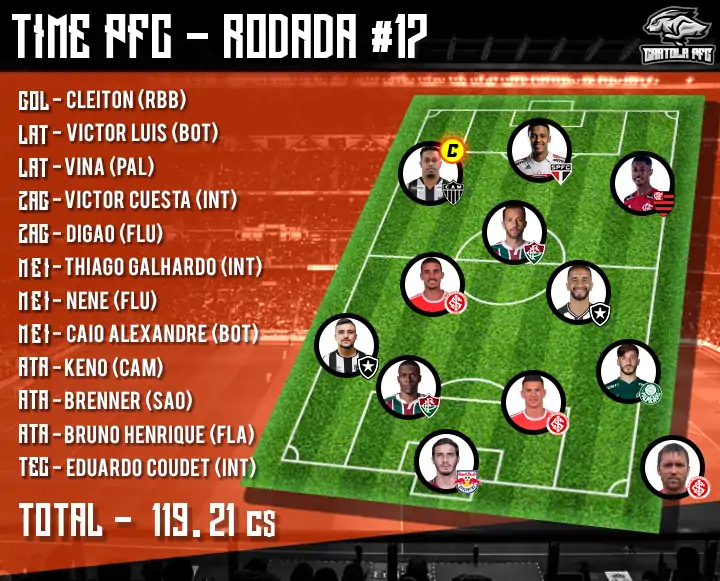 TIME PFC - RODADA #17
CARTOLA PFC
GOL - CLEITON (RBB)
LAT - VICTOR LUIS (BOT)
LAT - VINA (PAL)
ZAG - VICTOR CUESTA (INT)
ZAG - DIGAO (FLU)
MEI - THIAGO GALHARDO (INT)
MEI - NENE (FLU)
MEI - CAIO ALEXANDRE (BOT)
ATA - KENO (CAM)
ATA - BRENNER (SAO)
ATA - BRUNO HENRIQUE (FLA)
TEC - EDUARDO COUDET (INT)
TOTAL - 119.21 C$
C
CAM
SPFC